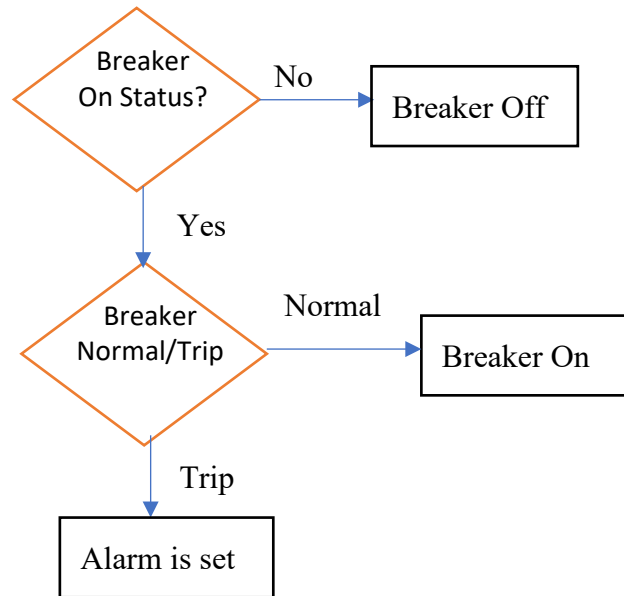 Breaker
On Status?
No
Breaker Off
Yes
Breaker
Normal/Trip
Normal
Breaker On
Trip
Alarm is set